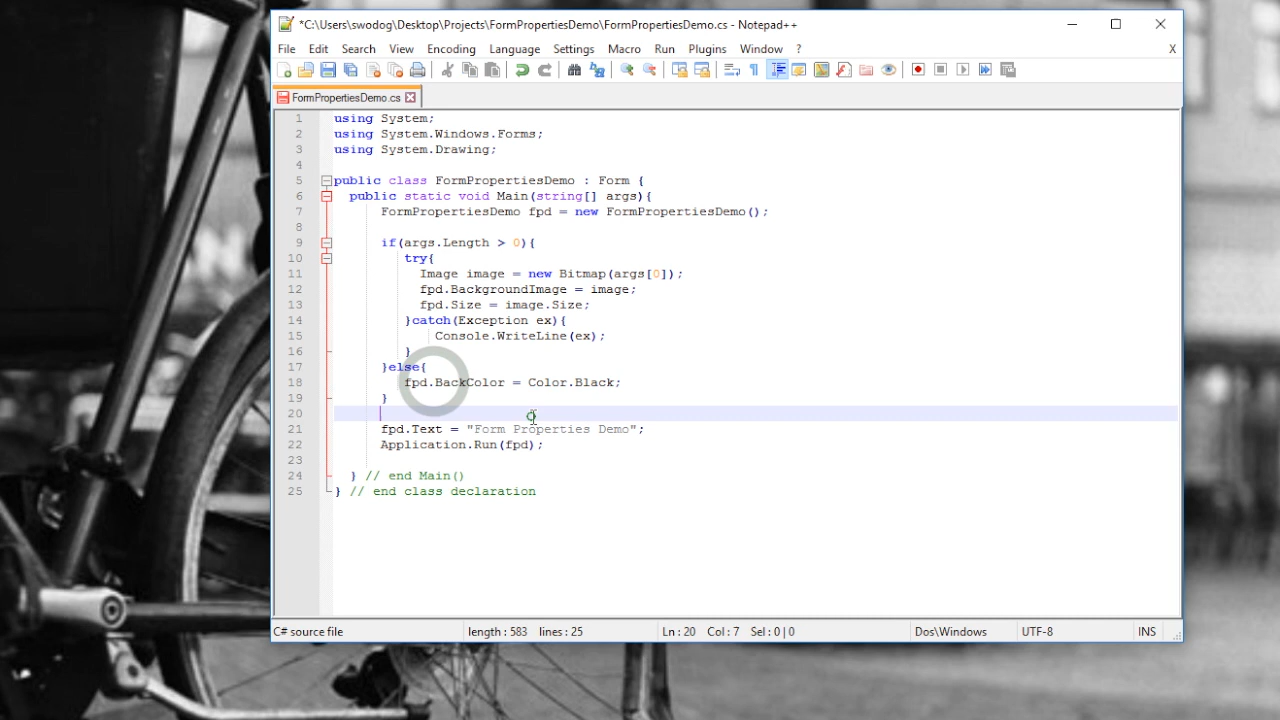 *C:\Users\swodog\Desktop\Projects\FormPropertiesDemo\FormPropertiesDemo.cs - Notepad++
File Edit Search View Encoding Language Settings Macro Run Plugins Window ? X
FormPropertiesDemo.cs
1 using System;
2 using System.Windows.Forms;
3 using System.Drawing;
4
5 public class FormPropertiesDemo : Form {
6 public static void Main(string[] args){
7 FormPropertiesDemo fpd = new FormPropertiesDemo();
8
9 if(args.Length > 0){
10 try{
11 Image image = new Bitmap(args[0]);
12 fpd.BackgroundImage = image;
13 fpd.Size = image.Size;
14 }catch(Exception ex){
15 Console.WriteLine(ex);
16 }
17 }else{
18 fpd.BackColor = Color.Black;
19 }
20
21 fpd.Text = "Form Properties Demo";
22 Application.Run(fpd);
23
24 } // end Main()
25 } // end class declaration
C# source file length : 583 lines : 25 Ln : 20 Col : 7 Sel : 0 | 0 Dos\Windows UTF-8 INS